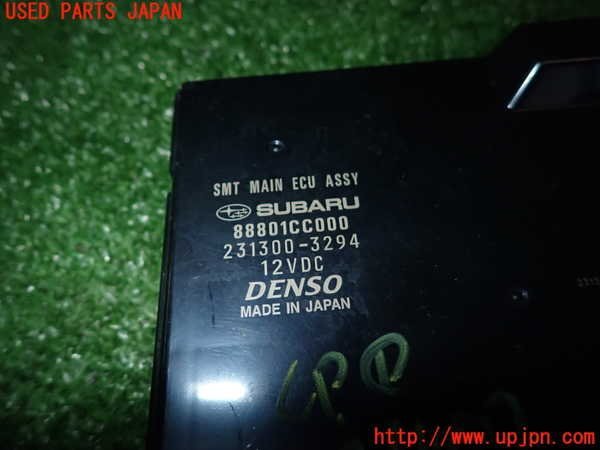 USED PARTS JAPAN
SMT MAIN ECU ASSY
SUBARU
88801CC000
231300-3294
12VDC
DENSO
MADE IN JAPAN
http://www.upjpn.com